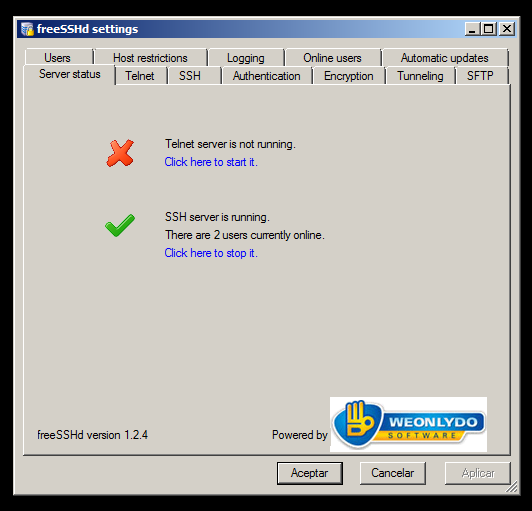 freeSSHd settings
Users Host restrictions Logging Online users Automatic updates
Server status Telnet SSH Authentication Encryption Tunneling SFTP
Telnet server is not running.
Click here to start it.
SSH server is running.
There are 2 users currently online.
Click here to stop it.
WEONLYDO
SOFTWARE
freeSSHd version 1.2.4 Powered by
Aceptar Cancelar Aplicar